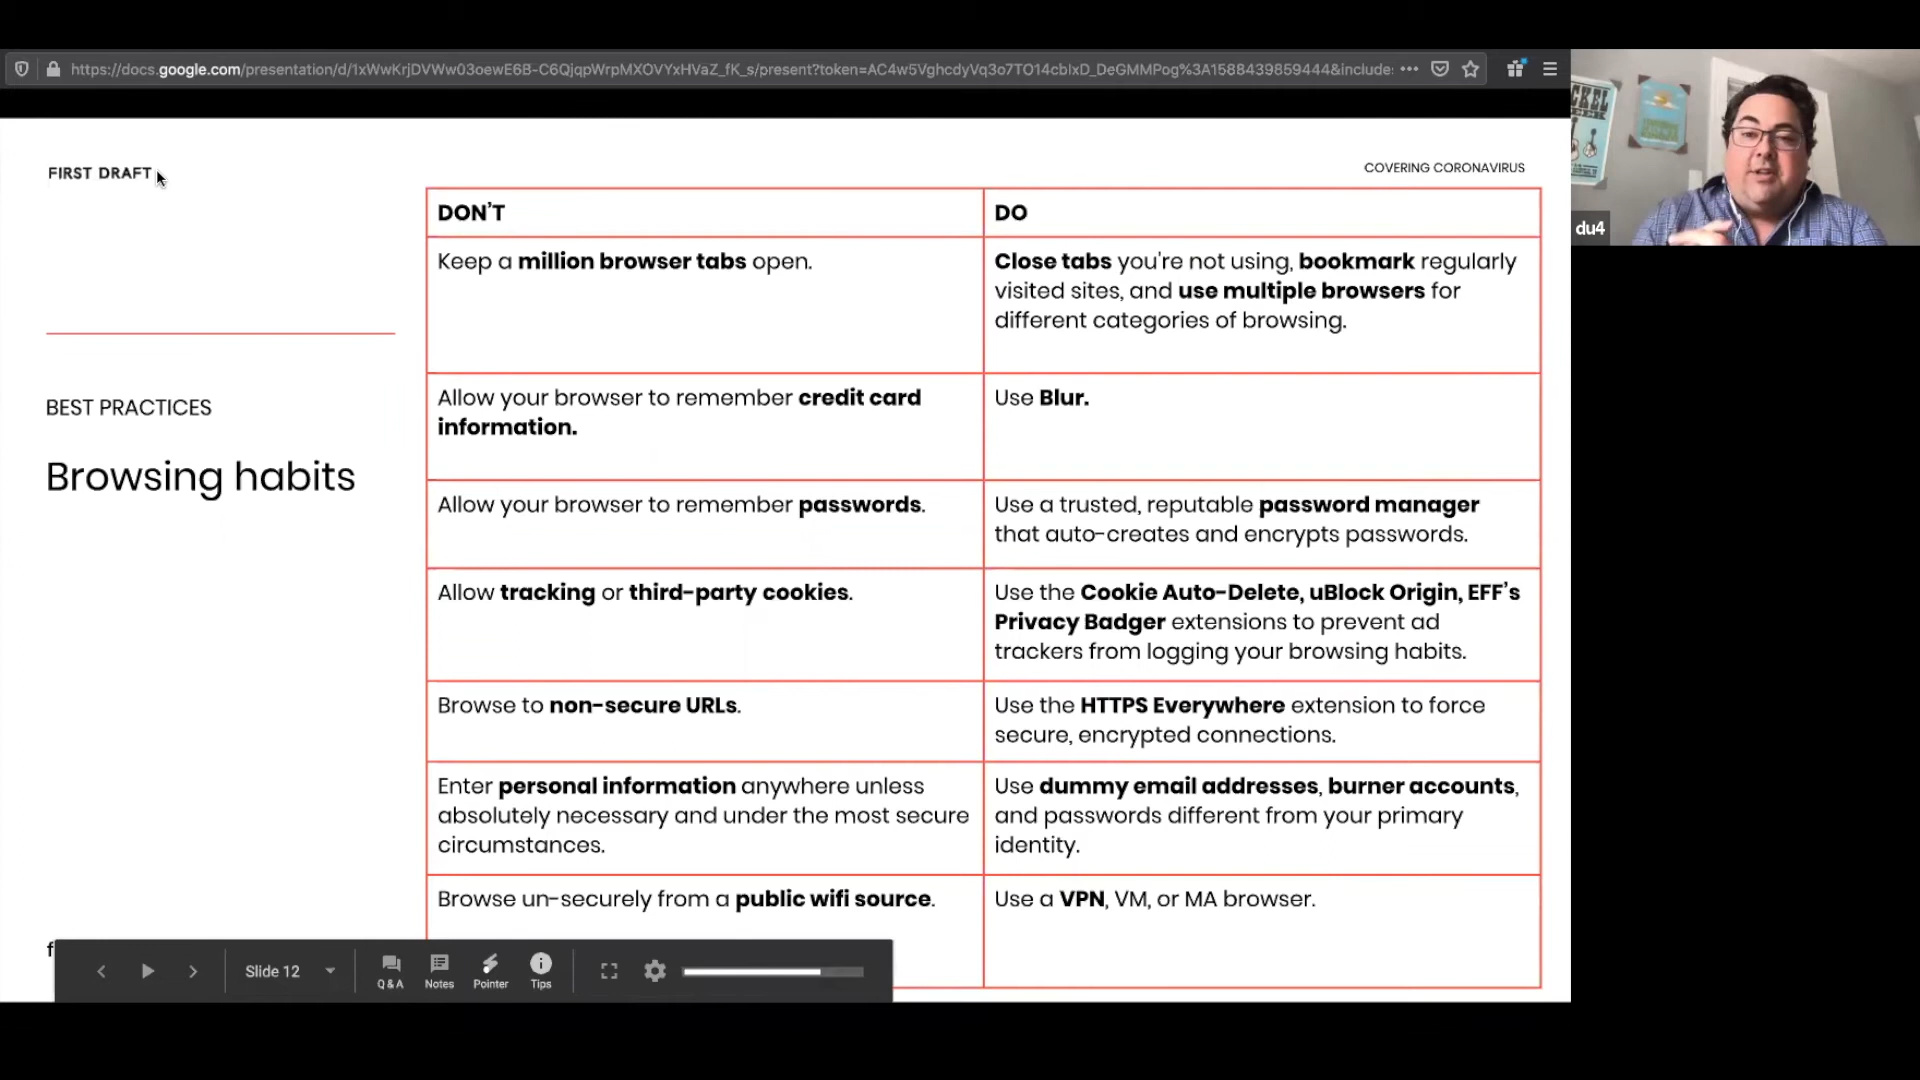 https://docs.google.com/presentation/d/1xWwKrjDVWw03oewE6B-C6QjqpWrpMXOVYxHVaZ_fK_s/present?token=AC4w5VghcdyVq3o7TO14cbIxD_DeGMMPog%3A1588439859444&include:
FIRST DRAFT
COVERING CORONAVIRUS
BEST PRACTICES
Browsing habits
DON'T
DO
Keep a million browser tabs open.
Close tabs you're not using, bookmark regularly
visited sites, and use multiple browsers for
different categories of browsing.
Allow your browser to remember credit card
information.
Use Blur.
Allow your browser to remember passwords.
Use a trusted, reputable password manager
that auto-creates and encrypts passwords.
Allow tracking or third-party cookies.
Use the Cookie Auto-Delete, uBlock Origin, EFF's
Privacy Badger extensions to prevent ad
trackers from logging your browsing habits.
Browse to non-secure URLs.
Use the HTTPS Everywhere extension to force
secure, encrypted connections.
Enter personal information anywhere unless
absolutely necessary and under the most secure
circumstances.
Use dummy email addresses, burner accounts,
and passwords different from your primary
identity.
Browse un-securely from a public wifi source.
Use a VPN, VM, or MA browser.
f
Slide 12
Q&A
Notes
Pointer
Tips
du4